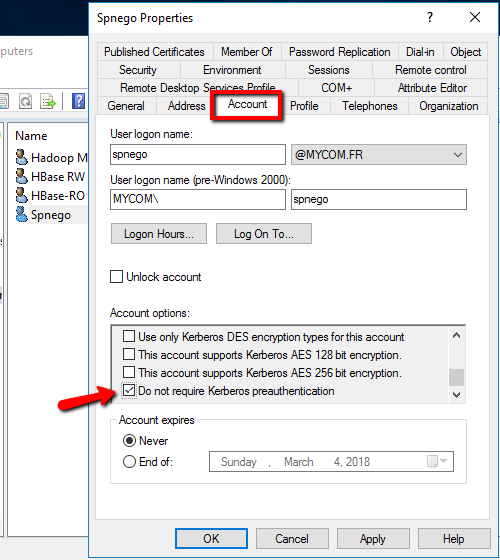 Spnego Properties
puters
Name
Hadoop M
HBase RW
HBase-RO
Spnego
Published Certificates Member Of Password Replication Dial-in Object
Security Environment Sessions Remote control
Remote Desktop Services Profile COM+ Attribute Editor
General Address Account Profile Telephones Organization
User logon name:
spnego @MYCOM.FR
User logon name (pre-Windows 2000):
MYCOM\ spnego
Logon Hours... Log On To...
Unlock account
Account options:
Use only Kerberos DES encryption types for this account
This account supports Kerberos AES 128 bit encryption.
This account supports Kerberos AES 256 bit encryption.
Do not require Kerberos preauthentication
Account expires
Never
End of: Sunday , March 4, 2018
OK Cancel Apply Help